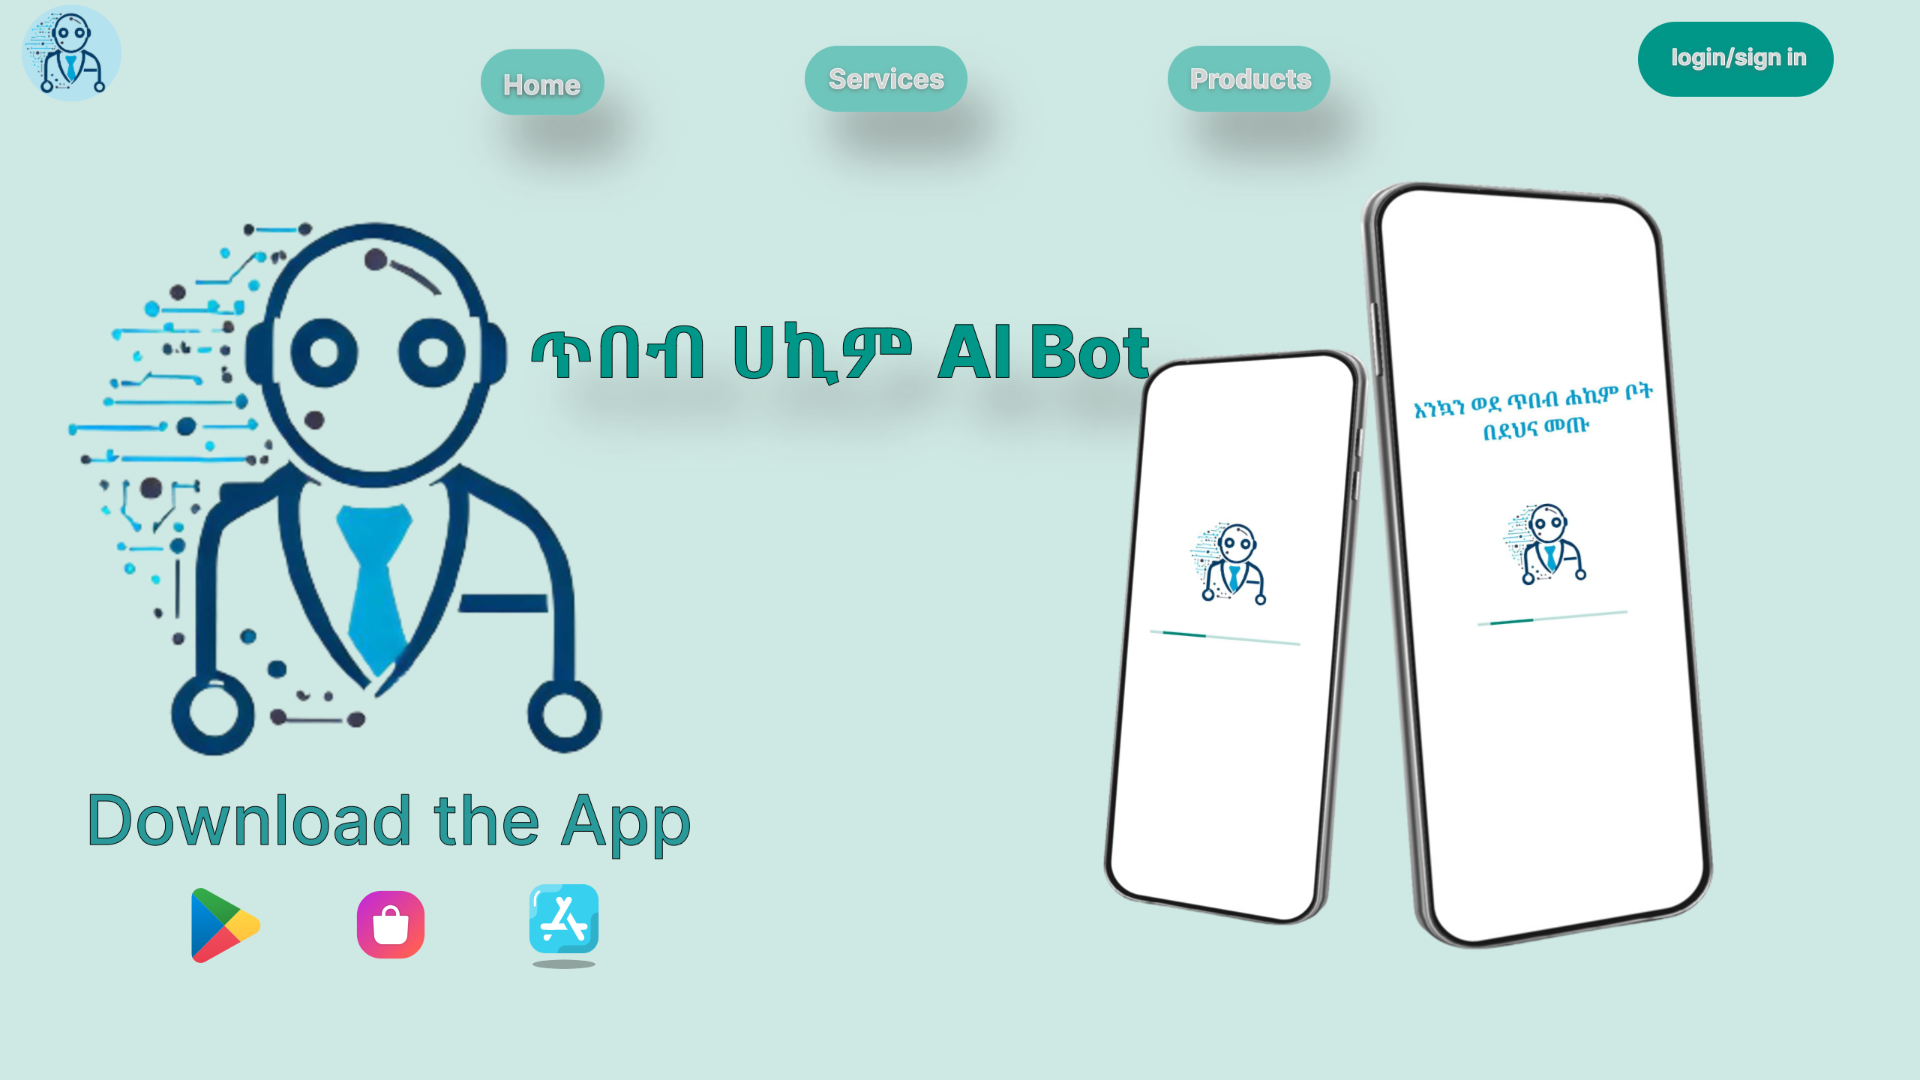 Home
Services
Products
login/sign in
ጥበብ ሀኪም AI Bot
እንኳን ወደ ጥበብ ሐኪም ቦት
በደህና መጡ
Download the App